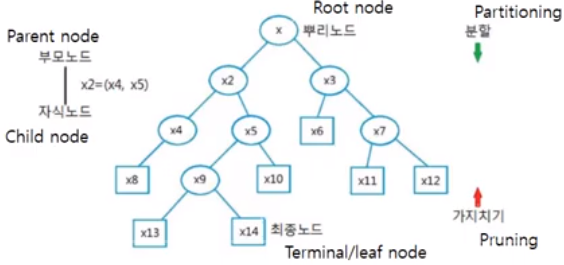 Root node
Partitioning
Parent node
x
뿌리노드
분할
부모노드
x2=(x4, x5)
x2
x3
자식노드
Child node
x4
x5
x6
x7
x8
x9
x10
x11
x12
가지치기
x13
x14
최종노드
Pruning
Terminal/leaf node